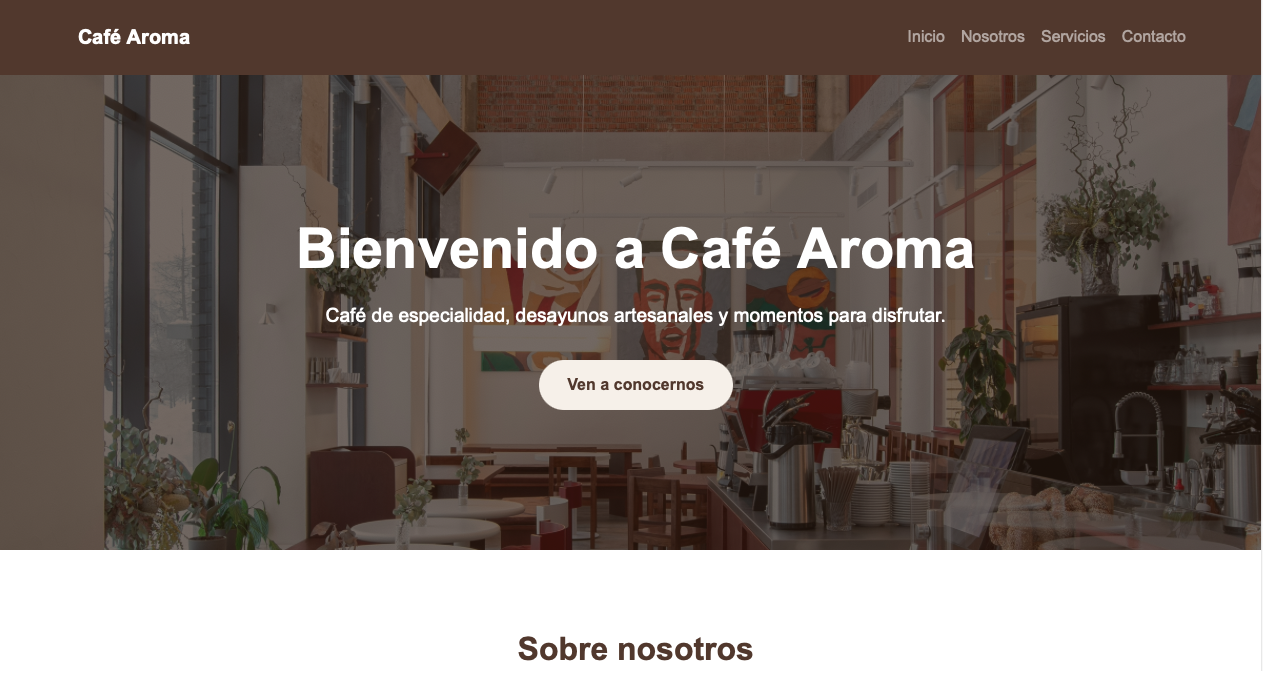 Café Aroma
Inicio Nosotros Servicios Contacto
Bienvenido a Café Aroma
Café de especialidad, desayunos artesanales y momentos para disfrutar.
Ven a conocernos
Sobre nosotros